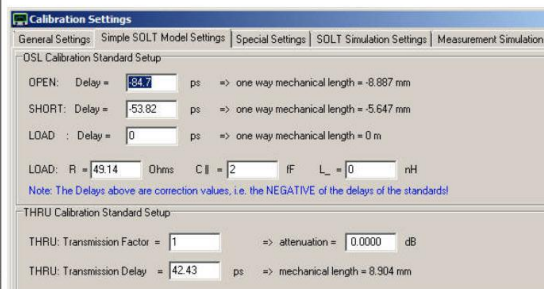 Calibration Settings
General Settings Simple SOLT Model Settings Special Settings SOLT Simulation Settings Measurement Simulation
OSL Calibration Standard Setup
OPEN: Delay = -84.7 ps => one way mechanical length = -8.887 mm
SHORT: Delay = -53.82 ps => one way mechanical length = -5.647 mm
LOAD : Delay = 0 ps => one way mechanical length = 0 m
LOAD: R = 49.14 Ohms C || = 2 fF L_ = 0 nH
Note: The Delays above are correction values, i.e. the NEGATIVE of the delays of the standards!
THRU Calibration Standard Setup
THRU: Transmission Factor = 1 => attenuation = 0.0000 dB
THRU: Transmission Delay = 42.43 ps => mechanical length = 8.904 mm